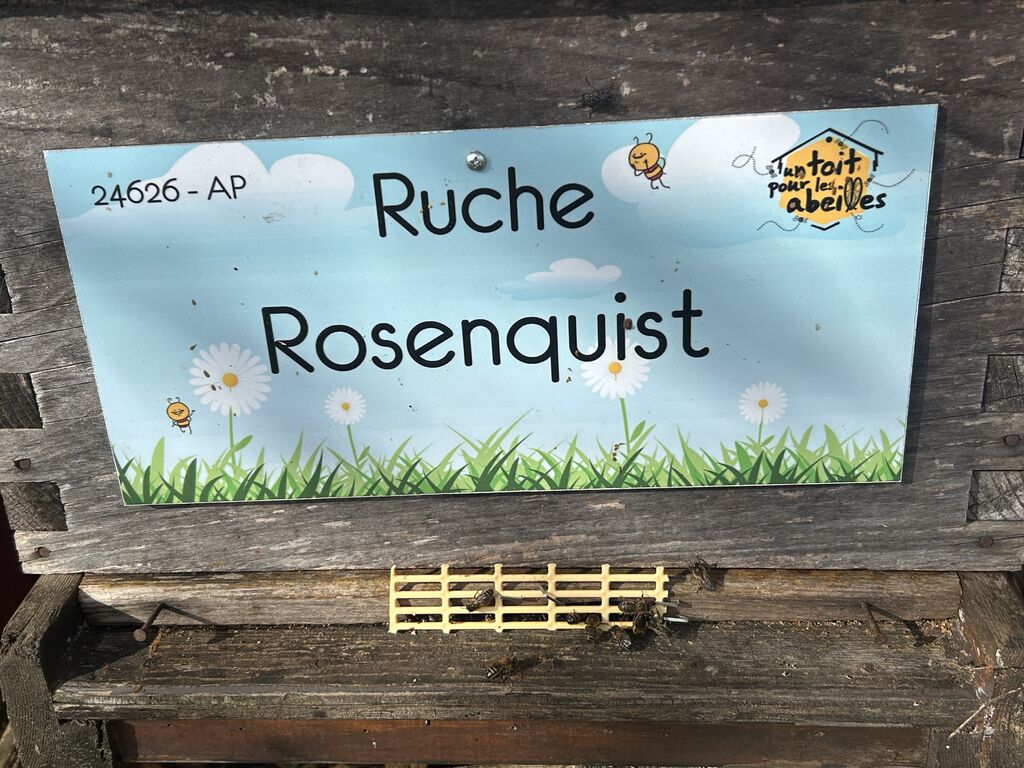 24626 - AP
Ruche
Rosenquist
un toit
pour les
abeilles